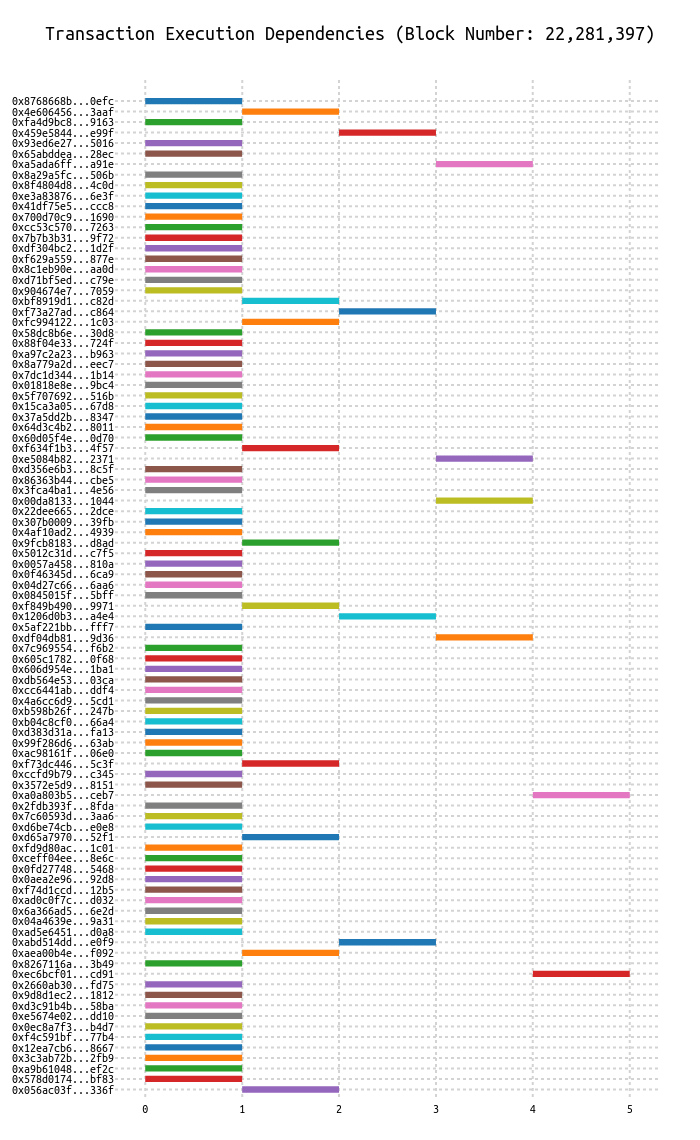 Transaction Execution Dependencies (Block Number: 22,281,397)
0x8768668b...0efc
0x4e606456...3aaf
0xfa4d9bc8...9163
0x459e5844...e99f
0x93ed6e27...5016
0x65abddea...28ec
0xa5ada6ff...a91e
0x8a29a5fc...506b
0x8f4804d8...4c0d
0xe3a83876...6e3f
0x41df75e5...ccc8
0x700d70c9...1690
0xcc53c570...7263
0x7b7b3b31...9f72
0xdf304bc2...1d2f
0xf629a559...877e
0x8c1eb90e...aa0d
0xd71bf5ed...c79e
0x904674e7...7059
0xbf8919d1...c82d
0xf73a27ad...c864
0xfc994122...1c03
0x58dc8b6e...30d8
0x88f04e33...724f
0xa97c2a23...b963
0x8a779a2d...eec7
0x7dc1d344...1b14
0x01818e8e...9bc4
0x5f707692...516b
0x15ca3a05...67d8
0x37a5dd2b...8347
0x64d3c4b2...8011
0x60d05f4e...0d70
0xf634f1b3...4f57
0xe5084b82...2371
0xd356e6b3...8c5f
0x86363b44...cbe5
0x3fca4ba1...4e56
0x00da8133...1044
0x22dee665...2dce
0x307b0009...39fb
0x4af10ad2...4939
0x9fcb8183...d8ad
0x5012c31d...c7f5
0x0057a458...810a
0x0f46345d...6ca9
0x04d27c66...6aa6
0x0845015f...5bff
0xf849b490...9971
0x1206d0b3...a4e4
0x5af221bb...fff7
0xdf04db81...9d36
0x7c969554...f6b2
0x605c1782...0f68
0x606d954e...1ba1
0xdb564e53...03ca
0xcc6441ab...ddf4
0x4a6cc6d9...5cd1
0xb598b26f...247b
0xb04c8cf0...66a4
0xd383d31a...fa13
0x99f286d6...63ab
0xac98161f...06e0
0xf73dc446...5c3f
0xccfd9b79...c345
0x3572e5d9...8151
0xa0a803b5...ceb7
0x2fdb393f...8fda
0x7c60593d...3aa6
0xd6be74cb...e0e8
0xd65a7970...52f1
0xfd9d80ac...1c01
0xceff04ee...8e6c
0x0fd27748...5468
0x0aea2e96...92d8
0xf74d1ccd...12b5
0xad0c0f7c...d032
0x6a366ad5...6e2d
0x04a4639e...9a31
0xad5e6451...d0a8
0xabd514dd...e0f9
0xaea00b4e...f092
0x8267116a...3b49
0xec6bcf01...cd91
0x2660ab30...fd75
0x9d8d1ec2...1812
0xd3c91b4b...58ba
0xe5674e02...dd10
0x0ec8a7f3...b4d7
0xf4c591bf...77b4
0x12ea7cb6...8667
0x3c3ab72b...2fb9
0xa9b61048...ef2c
0x578d0174...bf83
0x056ac03f...336f
0 1 2 3 4 5